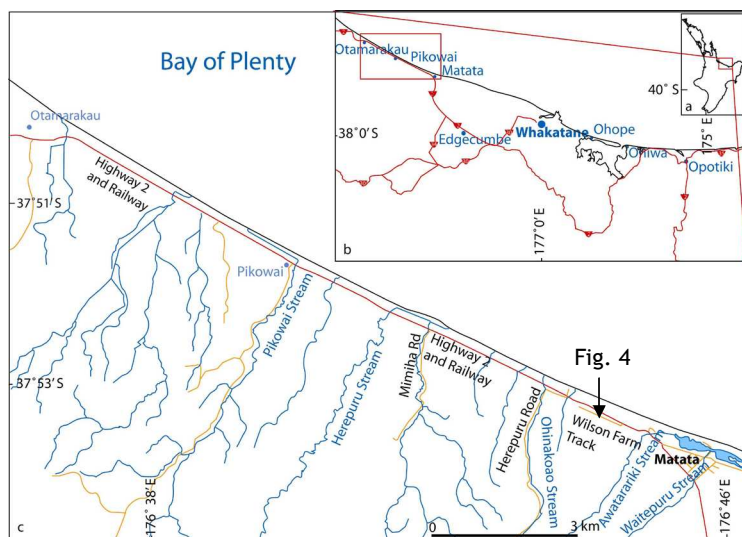 Bay of Plenty
Otamarakau
Pikowai
Matata
40° S
a
175° E
38°0´S
Edgecumbe
Whakatane
Ohope
Ohiwa
Opotiki
b
177°0´E
Otamarakau
Highway 2
and Railway
37°51´S
Pikowai
Pikowai Stream
Herepuru Stream
Mimiha Rd
Highway 2
and Railway
37°53´S
Fig. 4
Herepuru Road
Ohinakoao Stream
Wilson Farm
Track
Awatarariki Stream
Matata
Waitepuru Stream
176°38´E
176°46´E
c
0
3 km